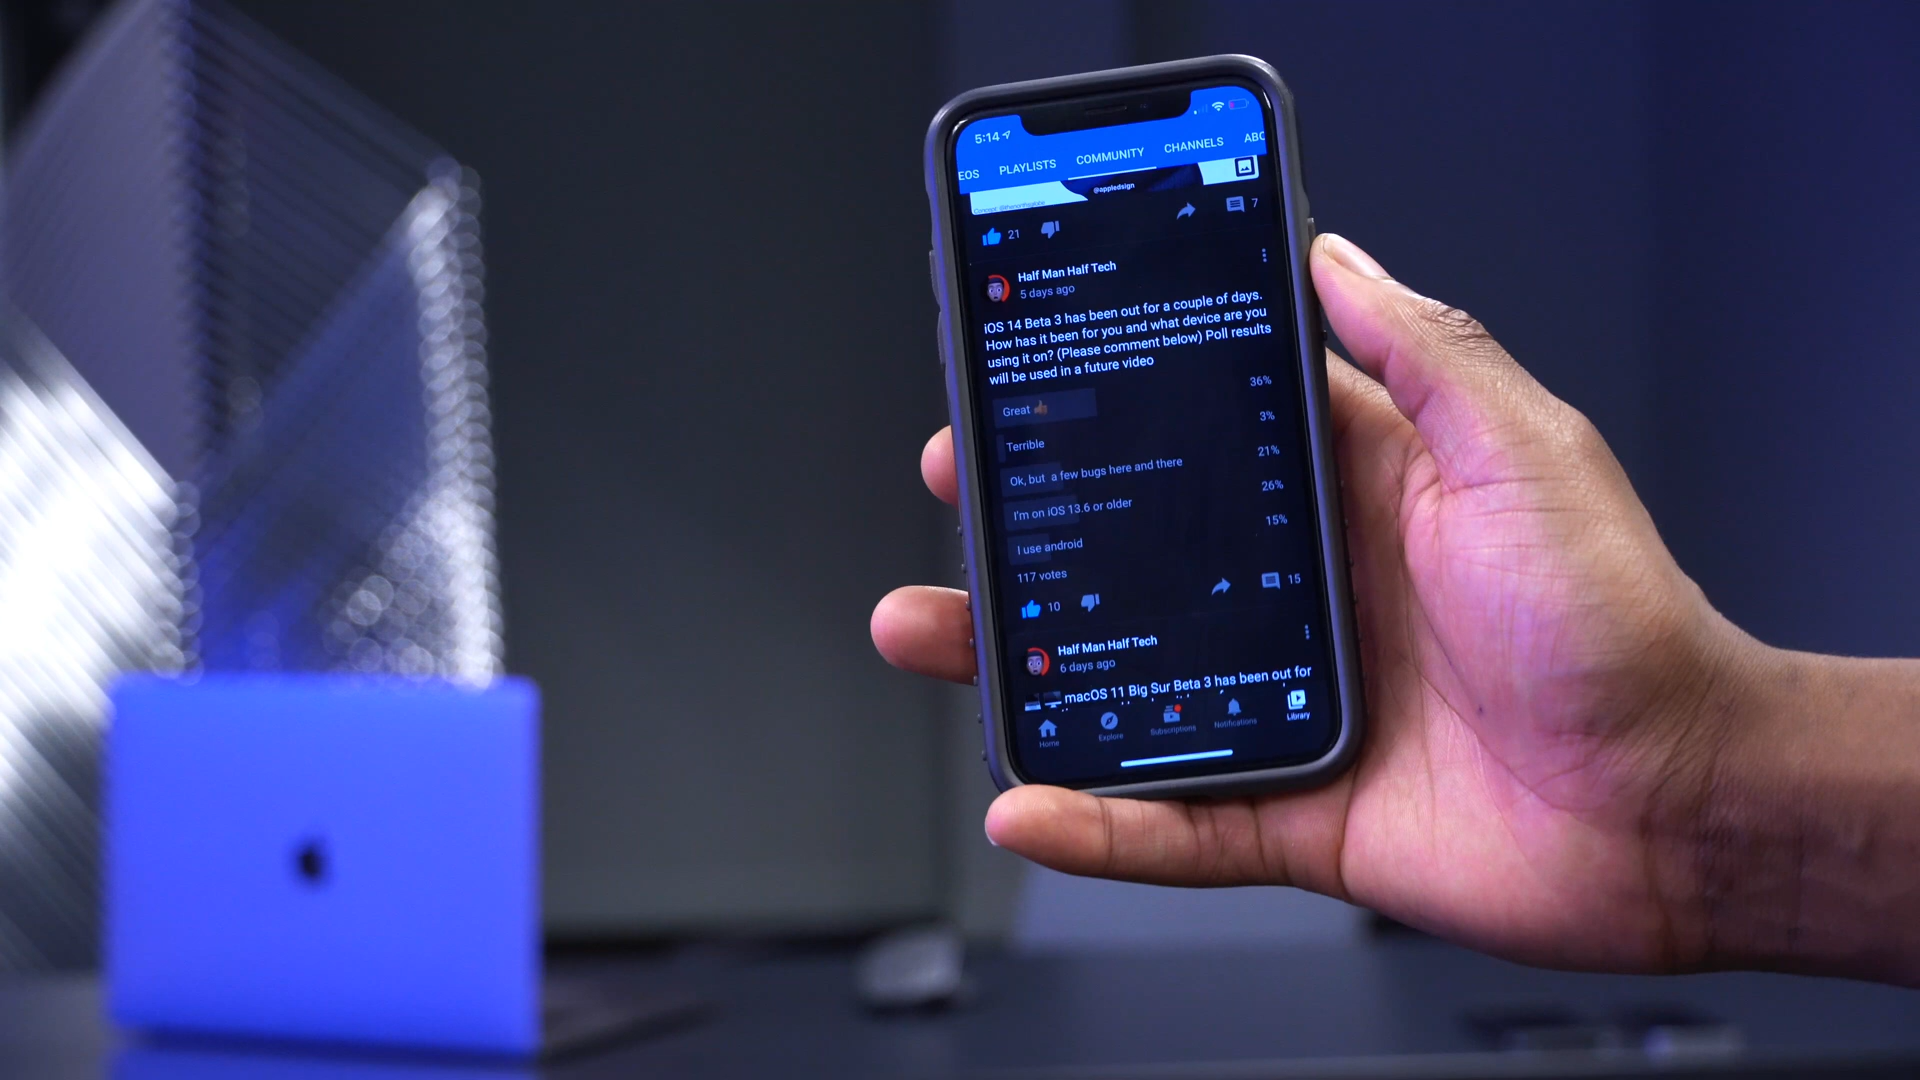 5:14
EOS PLAYLISTS COMMUNITY CHANNELS ABO
@appledsign
21 7
Half Man Half Tech
5 days ago
iOS 14 Beta 3 has been out for a couple of days.
How has it been for you and what device are you
using it on? (Please comment below) Poll results
will be used in a future video
Great 👍🏾 36%
Terrible 3%
Ok, but a few bugs here and there 21%
I'm on iOS 13.6 or older 26%
I use android 15%
117 votes
10 15
Half Man Half Tech
6 days ago
macOS 11 Big Sur Beta 3 has been out for
Home Explore Subscriptions Notifications Library